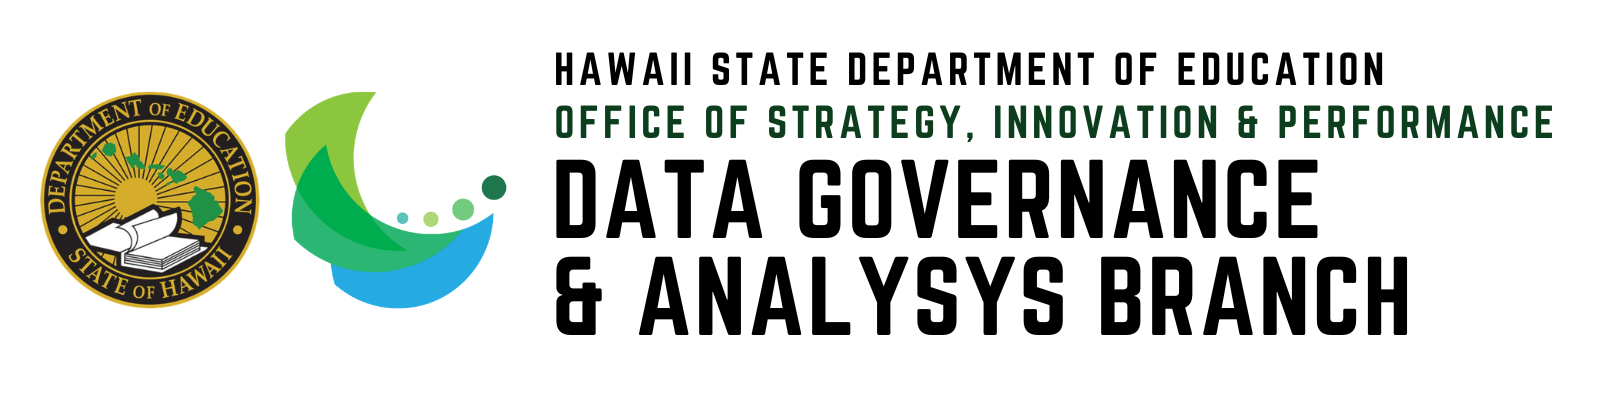 DEPARTMENT OF EDUCATION
STATE OF HAWAII
HAWAII STATE DEPARTMENT OF EDUCATION
OFFICE OF STRATEGY, INNOVATION & PERFORMANCE
DATA GOVERNANCE
& ANALYSYS BRANCH